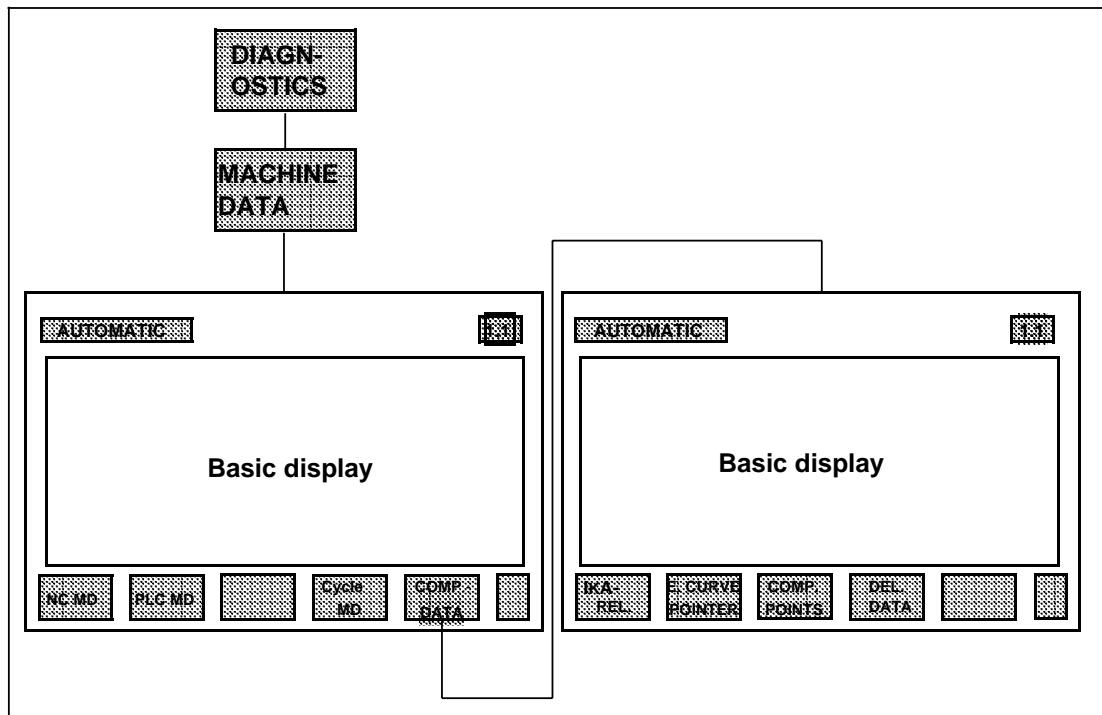 DIAGN-
OSTICS
MACHINE
DATA
AUTOMATIC 1.1
Basic display
NC MD PLC MD Cycle MD COMP. DATA
AUTOMATIC 1.1
Basic display
IKA-REL. E. CURVE POINTER COMP. POINTS DEL. DATA